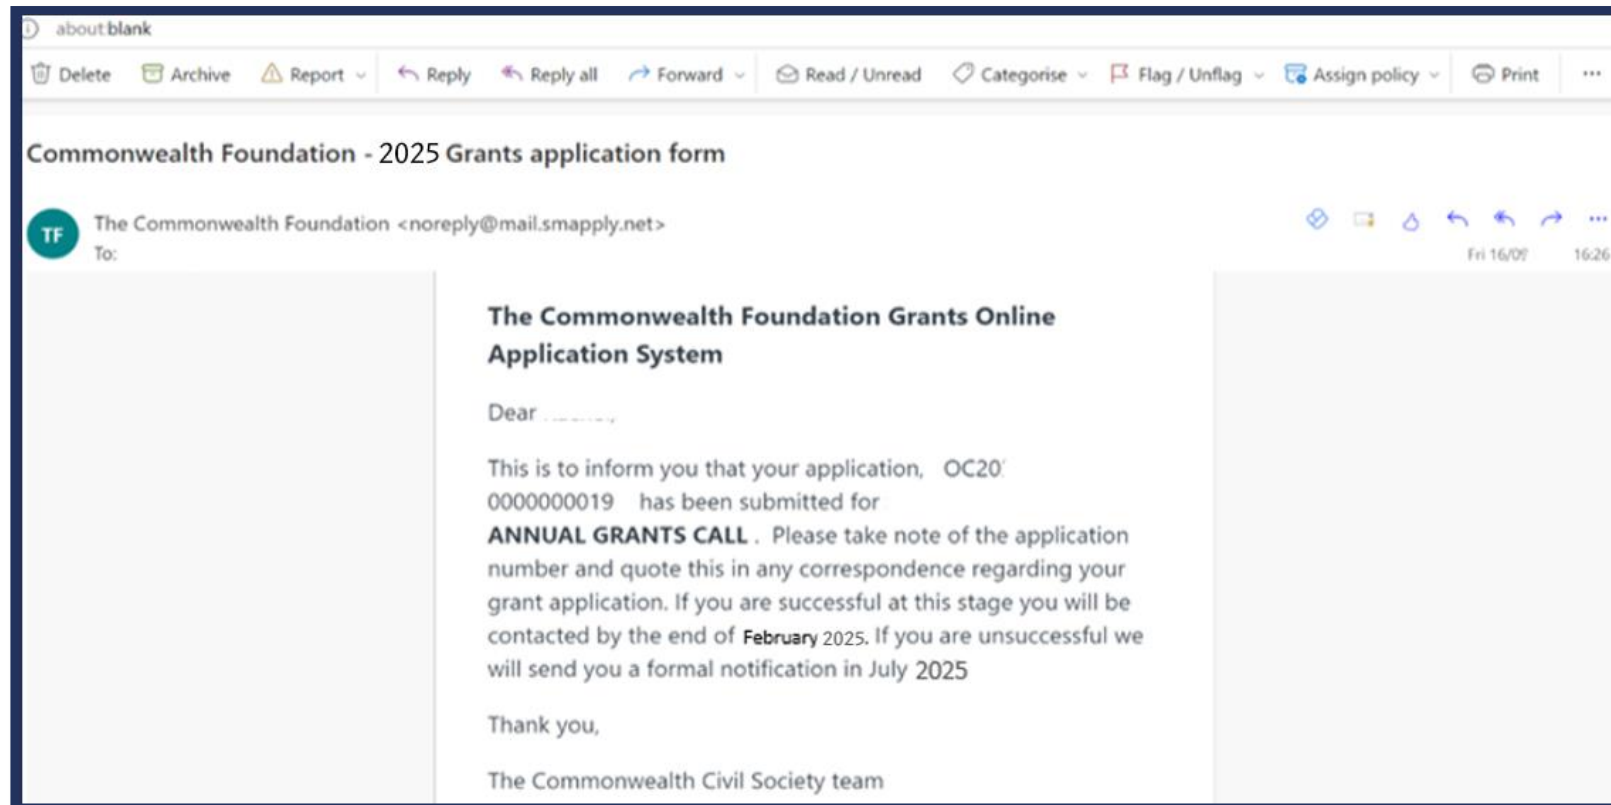 about:blank
Delete Archive Report Reply Reply all Forward Read / Unread Categorise Flag / Unflag Assign policy Print ...
Commonwealth Foundation - 2025 Grants application form
TF
The Commonwealth Foundation <noreply@mail.smapply.net>
To:
Fri 16/09 16:26
The Commonwealth Foundation Grants Online
Application System
Dear
This is to inform you that your application, OC20
0000000019 has been submitted for
ANNUAL GRANTS CALL . Please take note of the application
number and quote this in any correspondence regarding your
grant application. If you are successful at this stage you will be
contacted by the end of February 2025. If you are unsuccessful we
will send you a formal notification in July 2025
Thank you,
The Commonwealth Civil Society team